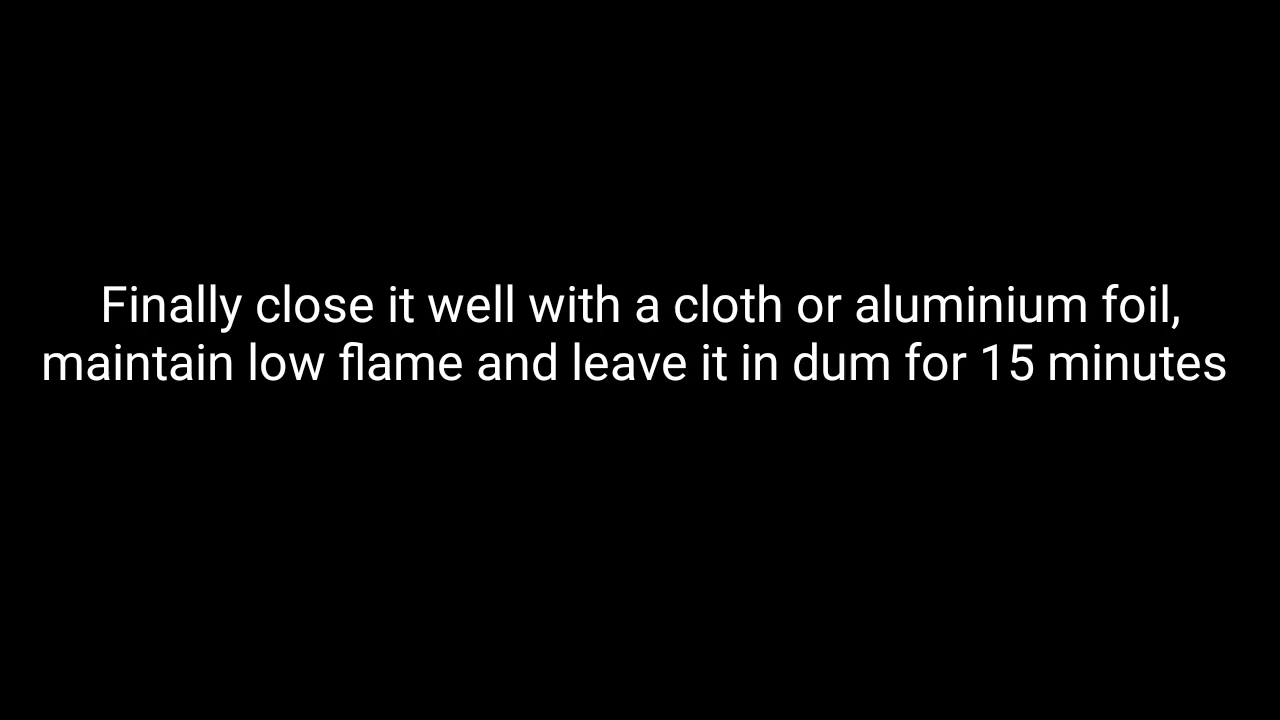 Finally close it well with a cloth or aluminium foil,
maintain low flame and leave it in dum for 15 minutes